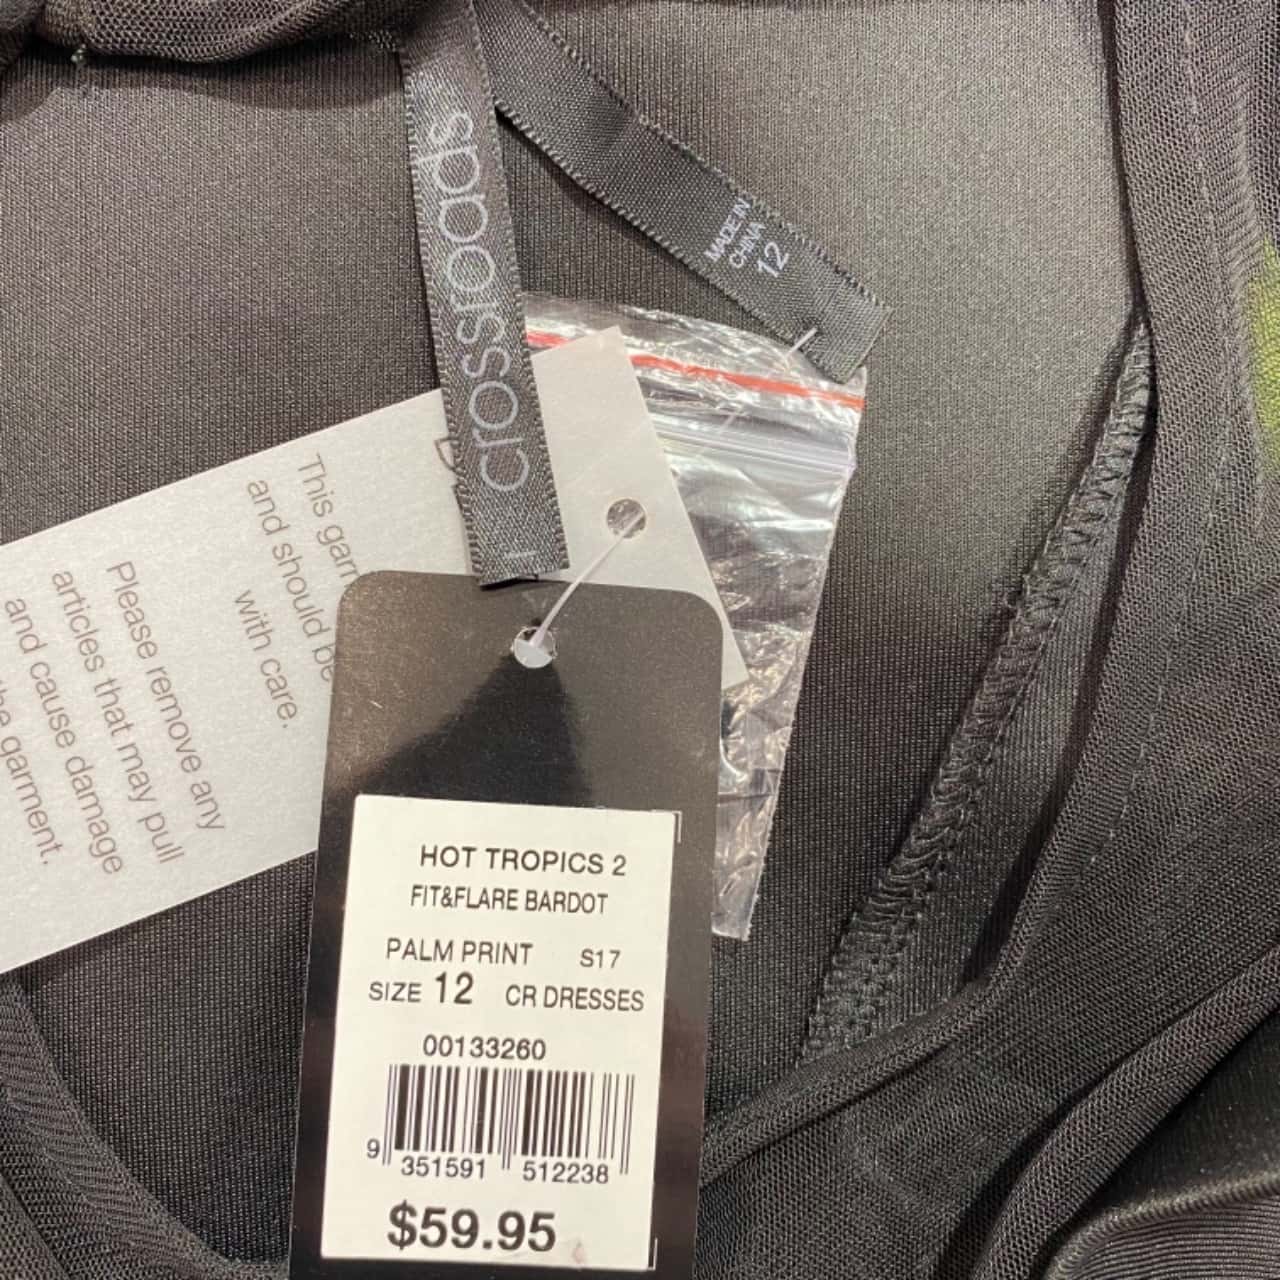 crossroads
MADE IN
CHINA
12
This garm
and should be
with care.
Please remove any
articles that may pull
and cause damage
the garment.
HOT TROPICS 2
FIT&FLARE BARDOT
PALM PRINT S17
SIZE 12 CR DRESSES
00133260
9 351591 512238
$59.95